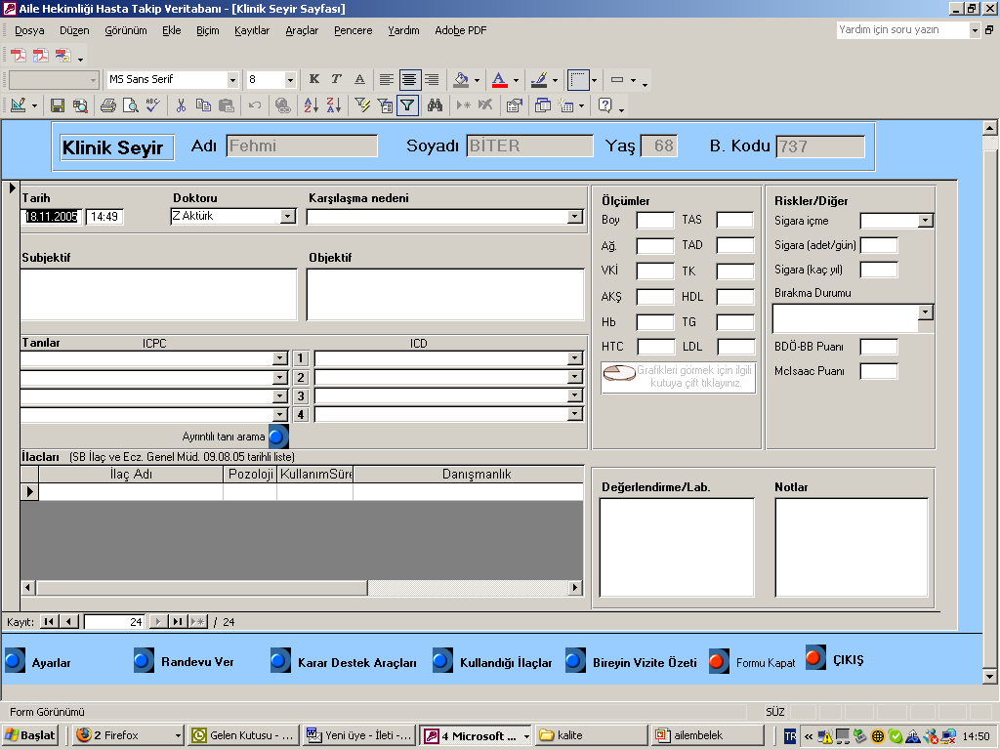 Aile Hekimliği Hasta Takip Veritabanı - [Klinik Seyir Sayfası]
Dosya Düzen Görünüm Ekle Biçim Kayıtlar Araçlar Pencere Yardım Adobe PDF Yardım için soru yazın
MS Sans Serif 8 K T A
Klinik Seyir Adı Fehmi Soyadı BİTER Yaş 68 B. Kodu 737
Tarih Doktoru Karşılaşma nedeni
18.11.2005 14:49 Z Aktürk
Subjektif Objektif
Tanılar ICPC ICD
1
2
3
4
Ayrıntılı tanı arama
İlacları (SB İlaç ve Ecz. Genel Müd. 09.08.05 tarihli liste)
İlaç Adı Pozoloji KullanımSüre Danışmanlık
Ölçümler
Boy TAS
Ağ. TAD
VKİ TK
AKŞ HDL
Hb TG
HTC LDL
Grafikleri görmek için ilgili
kutuya çift tıklayınız.
Riskler/Diğer
Sigara içme
Sigara (adet/gün)
Sigara (kaç yıl)
Bırakma Durumu
BDÖ-BB Puanı
McIsaac Puanı
Değerlendirme/Lab. Notlar
Kayıt: 24 / 24
Ayarlar Randevu Ver Karar Destek Araçları Kullandığı İlaçlar Bireyin Vizite Özeti Formu Kapat ÇIKIŞ
Form Görünümü SÜZ
Başlat 2 Firefox Gelen Kutusu - ... Yeni üye - İleti -... 4 Microsoft ... kalite ailembelek TR « 14:50